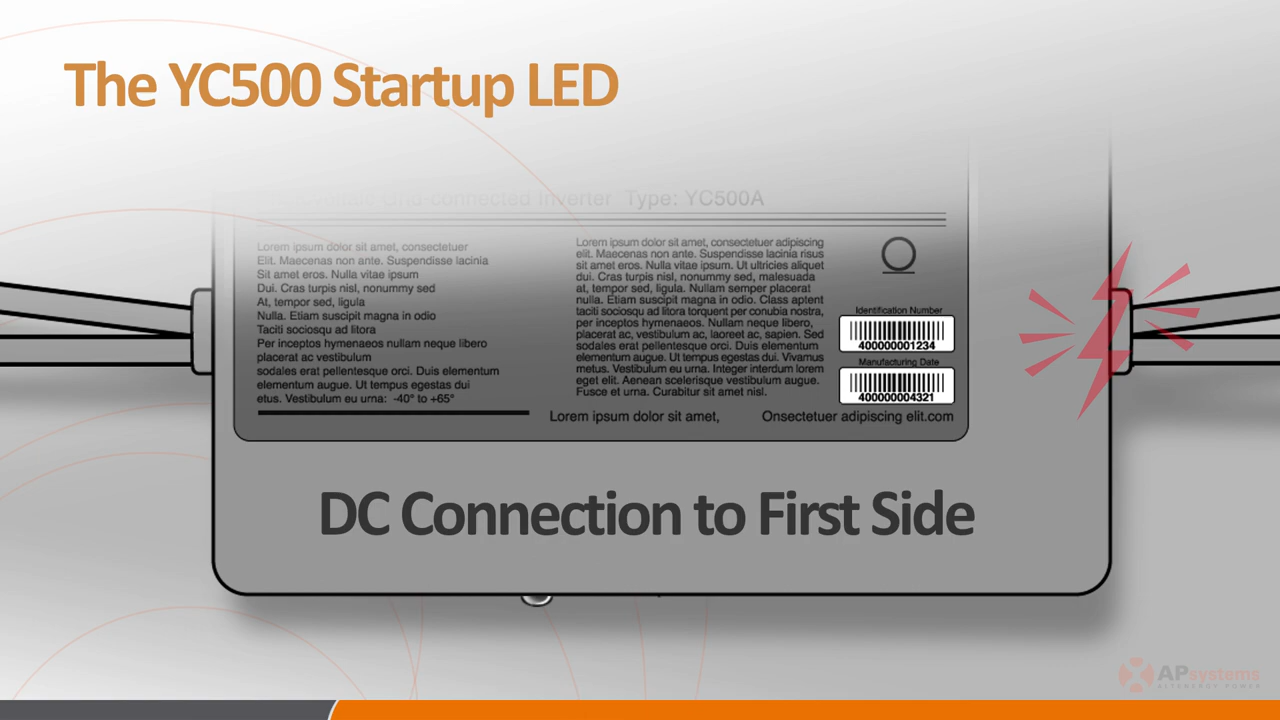 The YC500 Startup LED
Grid-connected Inverter Type: YC500A
Lorem ipsum dolor sit amet, consectetuer
Elit. Maecenas non ante. Suspendisse lacinia
Sit amet eros. Nulla vitae ipsum
Dui. Cras turpis nisl, nonummy sed
At, tempor sed, ligula
Nulla. Etiam suscipit magna in odio
Taciti sociosqu ad litora
Per inceptos hymenaeos nullam neque libero
placerat ac vestibulum
sodales erat pellentesque orci. Duis elementum
elementum augue. Ut tempus egestas dui
etus. Vestibulum eu urna: -40° to +65°
Lorem ipsum dolor sit amet, consectetuer adipiscing
elit. Maecenas non ante. Suspendisse lacinia risus
sit amet eros. Nulla vitae ipsum. Ut ultricies aliquet
dui. Cras turpis nisl, nonummy sed, malesuada
at, tempor sed, ligula. Nullam semper placerat
nulla. Etiam suscipit magna in odio. Class aptent
taciti sociosqu ad litora torquent per conubia nostra,
per inceptos hymenaeos. Nullam neque libero,
placerat ac, vestibulum ac, laoreet ac, sapien. Sed
sodales erat pellentesque orci. Duis elementum
elementum augue. Ut tempus egestas dui. Vivamus
metus. Vestibulum eu urna. Integer interdum lorem
eget elit. Aenean scelerisque vestibulum augue.
Fusce et urna. Curabitur sit amet nisl.
Identification Number
400000001234
Manufacturing Date
400000004321
Lorem ipsum dolor sit amet,
Onsectetuer adipiscing elit.com
DC Connection to First Side
APsystems
ALTENERGY POWER